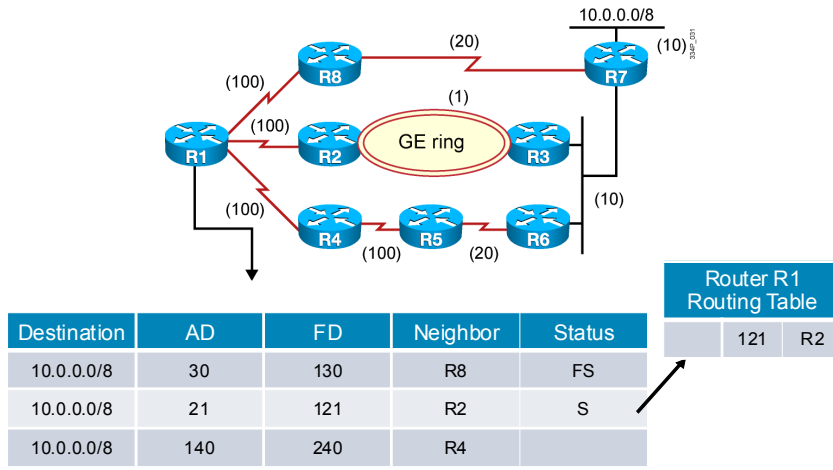 10.0.0.0/8
(20)
(10)
334P_031
R8
R7
(100)
(1)
(100)
GE ring
R1
R2
R3
(100)
(10)
R4
R5
R6
(100)
(20)
Router R1
Routing Table
121 R2
Destination AD FD Neighbor Status
10.0.0.0/8 30 130 R8 FS
10.0.0.0/8 21 121 R2 S
10.0.0.0/8 140 240 R4